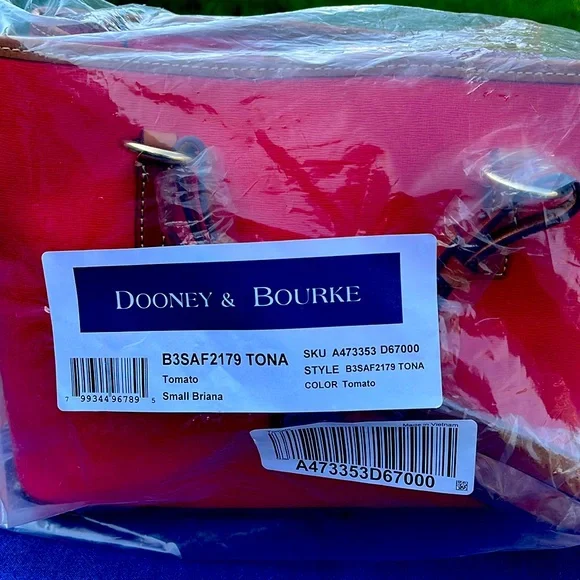 DOONEY & BOURKE
B3SAF2179 TONA
Tomato
Small Briana
SKU A473353 D67000
STYLE B3SAF2179 TONA
COLOR Tomato
7 99344 96789 5
Made in Vietnam
A473353D67000